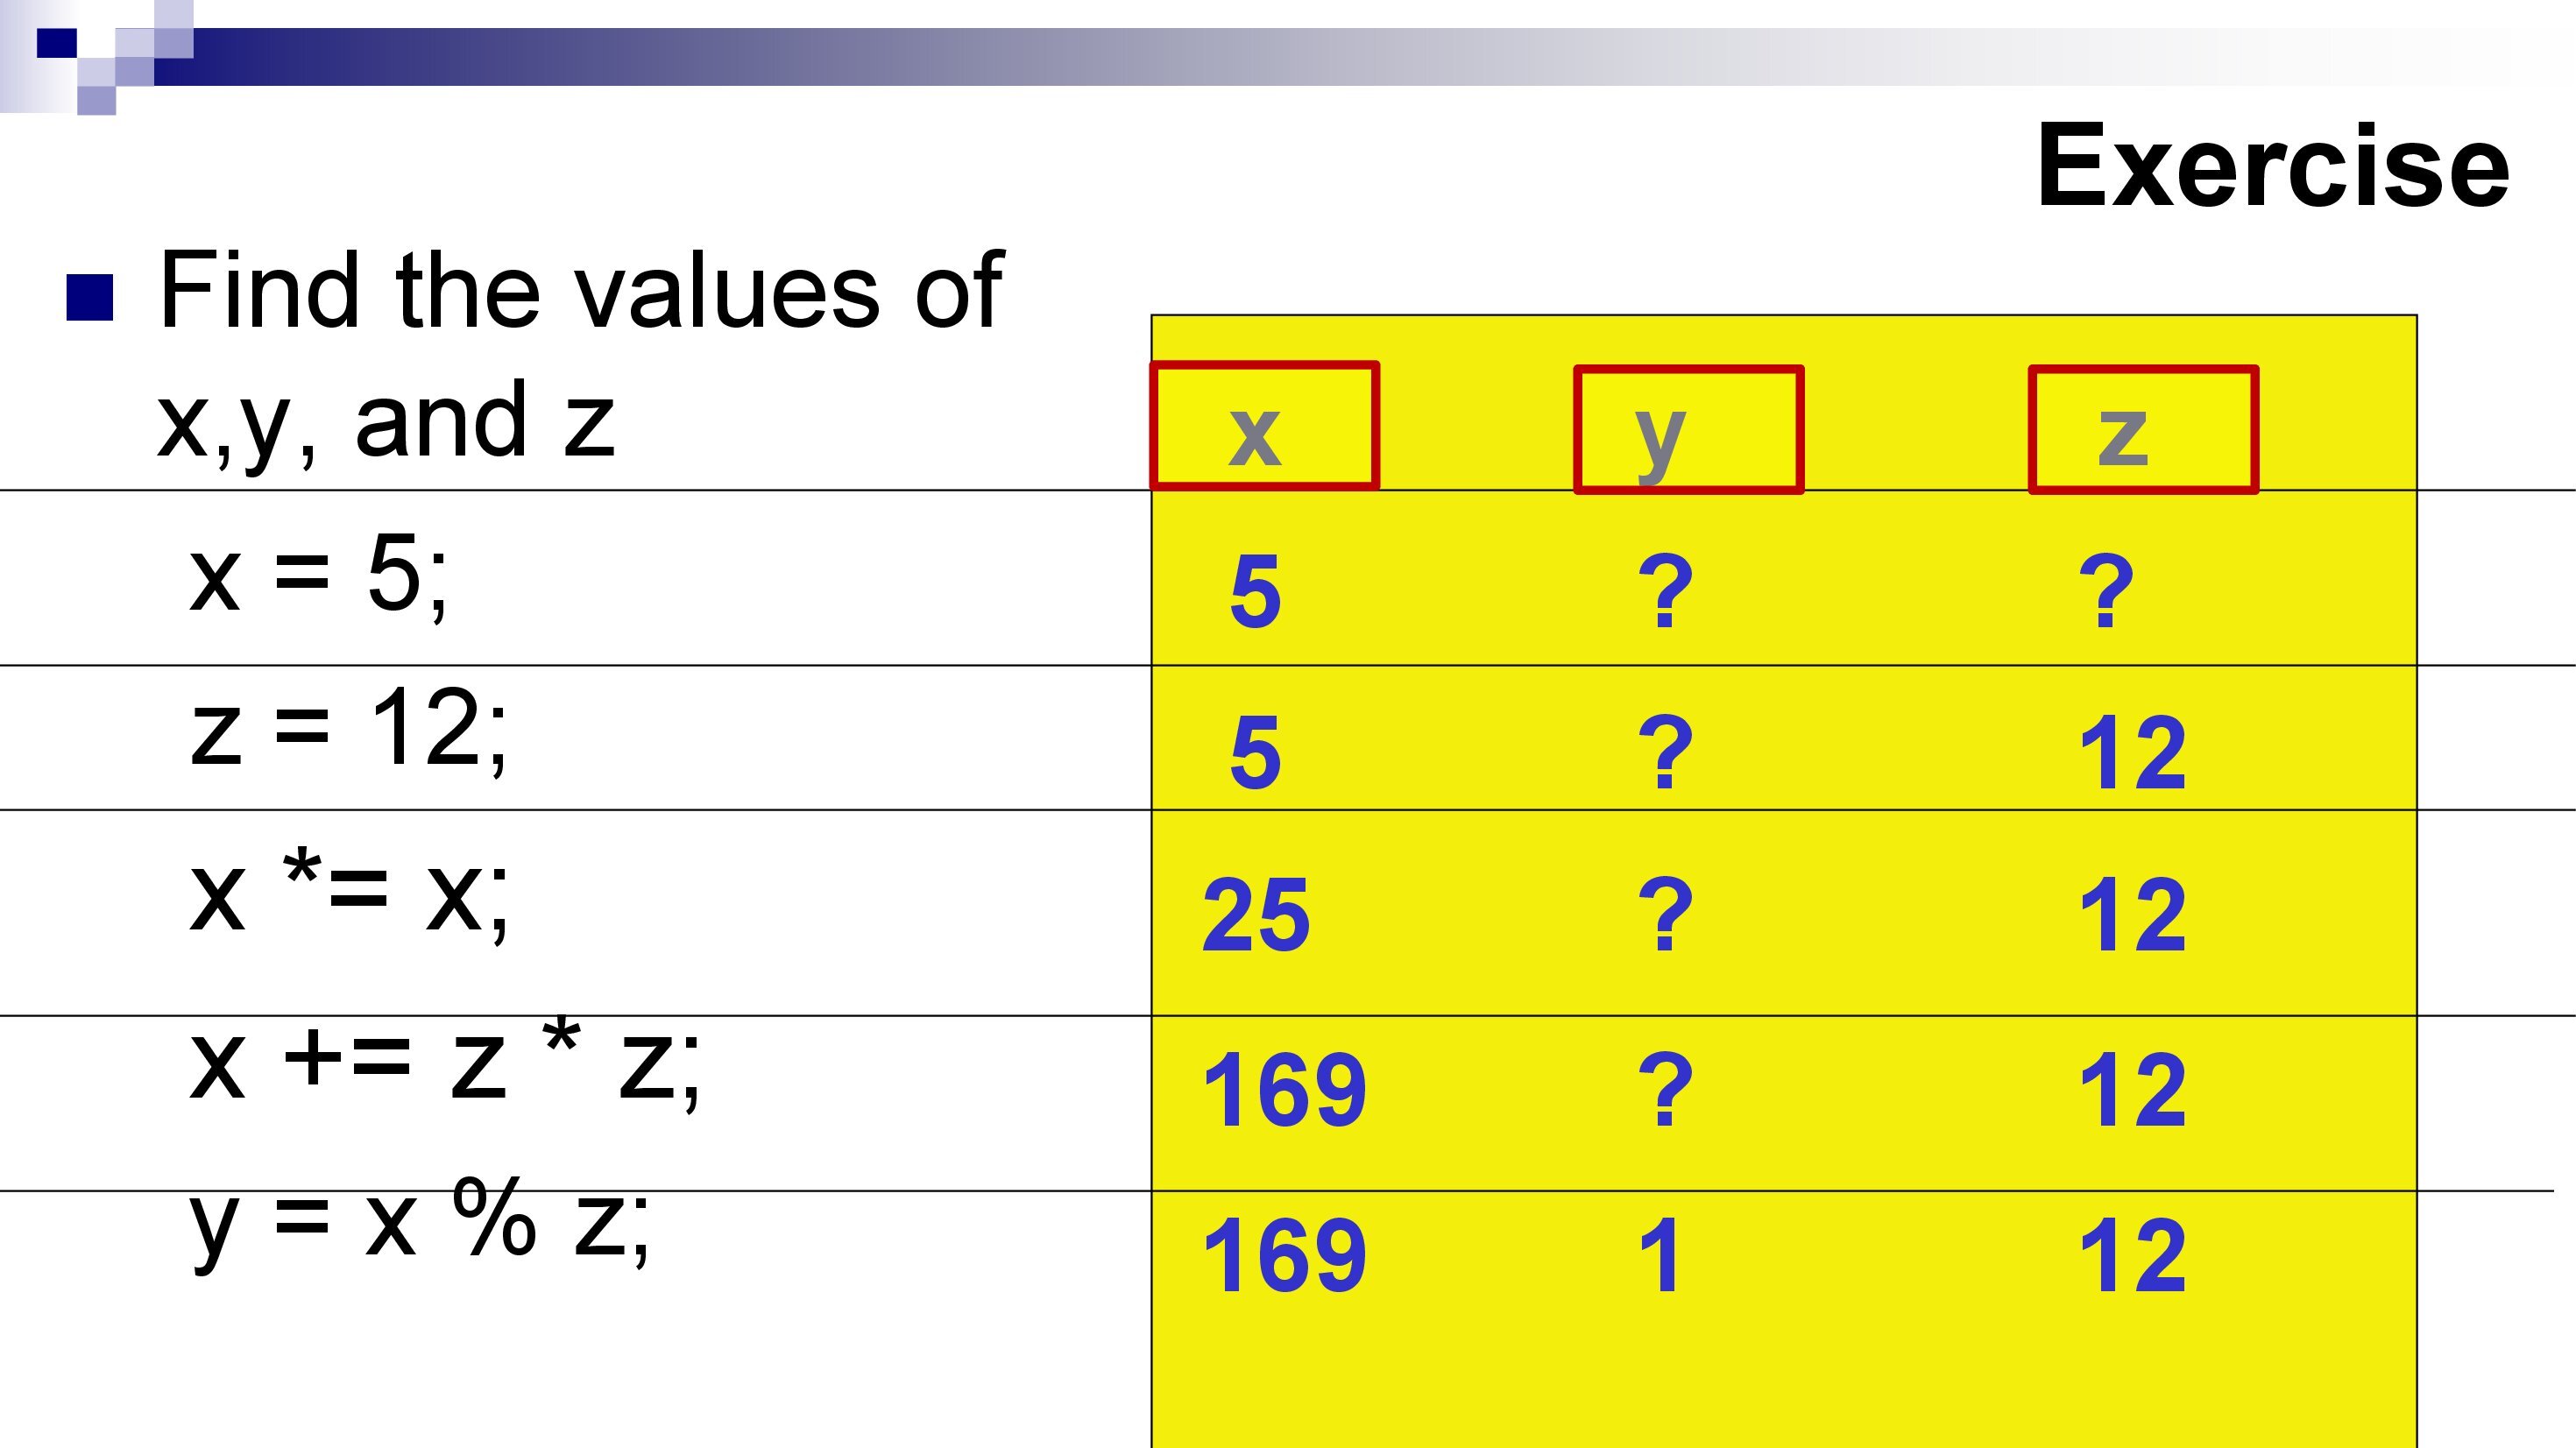 Exercise
Find the values of
x,y, and z
x y z
x = 5; 5 ? ?
z = 12; 5 ? 12
x *= x; 25 ? 12
x += z * z; 169 ? 12
y = x % z; 169 1 12